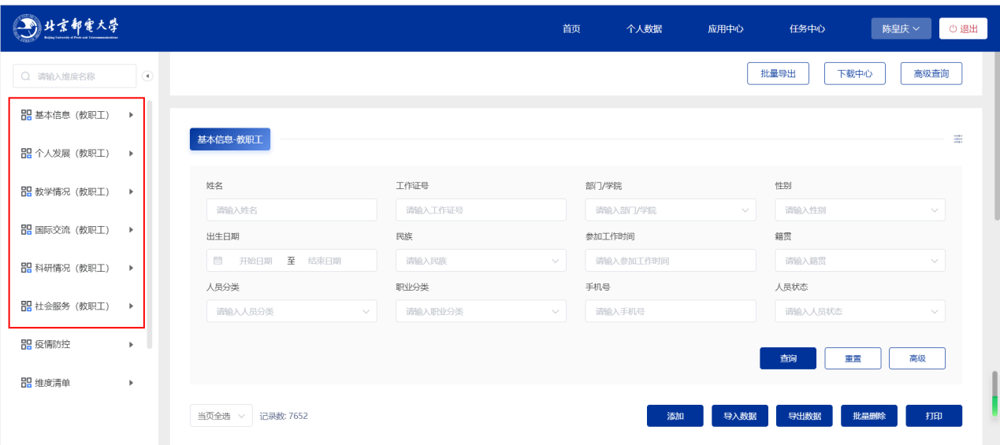 北京邮电大学
Beijing University of Posts and Telecommunications
首页
个人数据
应用中心
任务中心
陈皇庆
退出
请输入维度名称
批量导出
下载中心
高级查询
基本信息（教职工）
个人发展（教职工）
教学情况（教职工）
国际交流（教职工）
科研情况（教职工）
社会服务（教职工）
疫情防控
维度清单
基本信息-教职工
姓名
工作证号
部门/学院
性别
请输入姓名
请输入工作证号
请输入部门/学院
请输入性别
出生日期
民族
参加工作时间
籍贯
开始日期 至 结束日期
请输入民族
请输入参加工作时间
请输入籍贯
人员分类
职业分类
手机号
人员状态
请输入人员分类
请输入职业分类
请输入手机号
请输入人员状态
查询
重置
高级
当页全选
记录数: 7652
添加
导入数据
导出数据
批量删除
打印